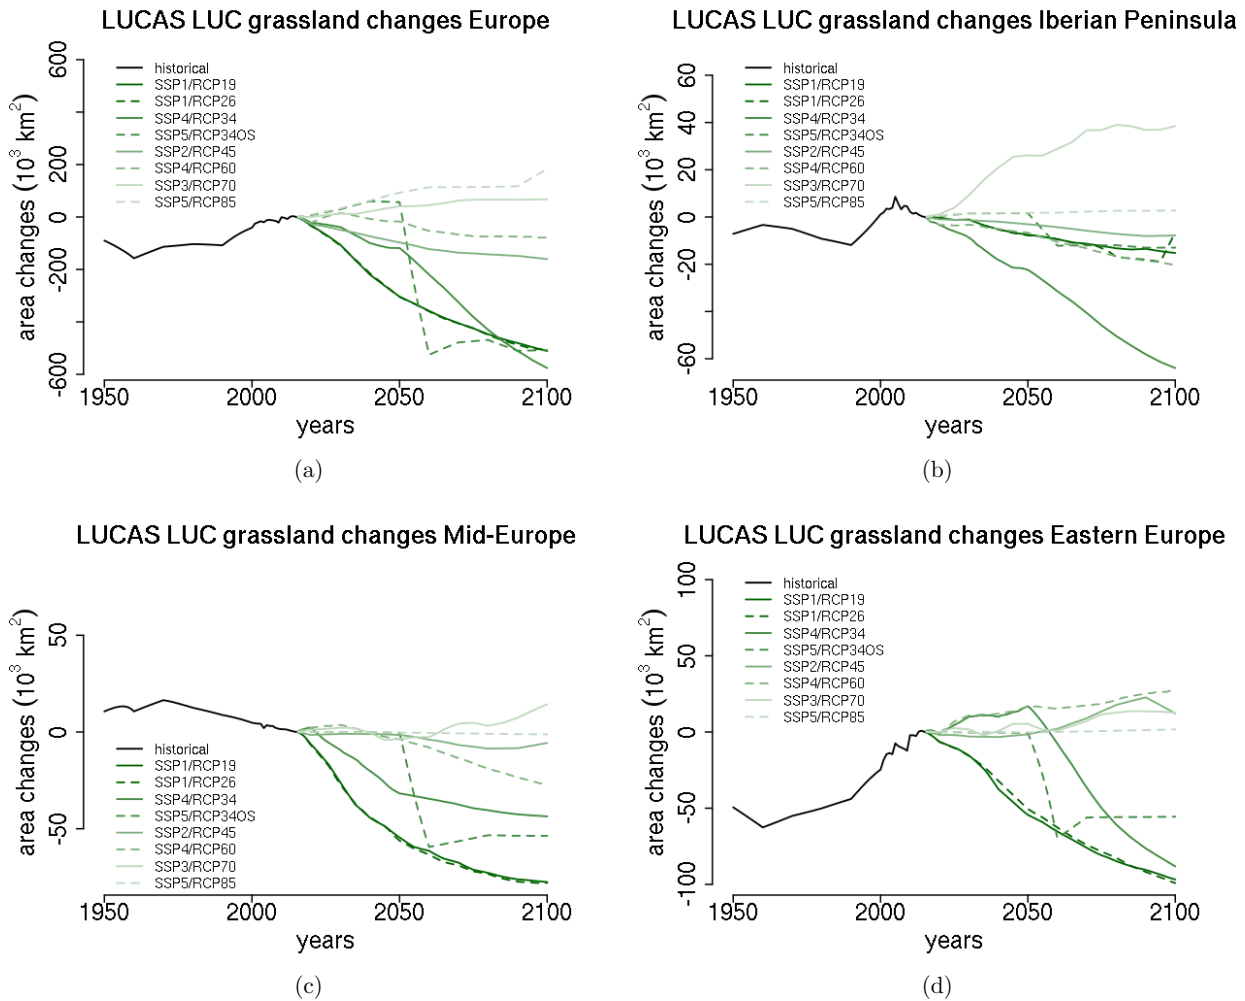 LUCAS LUC grassland changes Europe
area changes (10³ km²)
600
200
0
-200
-600
historical
SSP1/RCP19
SSP1/RCP26
SSP4/RCP34
SSP5/RCP34OS
SSP2/RCP45
SSP4/RCP60
SSP3/RCP70
SSP5/RCP85
1950 2000 2050 2100
years
(a)
LUCAS LUC grassland changes Iberian Peninsula
area changes (10³ km²)
60
40
20
0
-20
-60
historical
SSP1/RCP19
SSP1/RCP26
SSP4/RCP34
SSP5/RCP34OS
SSP2/RCP45
SSP4/RCP60
SSP3/RCP70
SSP5/RCP85
1950 2000 2050 2100
years
(b)
LUCAS LUC grassland changes Mid-Europe
area changes (10³ km²)
50
0
-50
historical
SSP1/RCP19
SSP1/RCP26
SSP4/RCP34
SSP5/RCP34OS
SSP2/RCP45
SSP4/RCP60
SSP3/RCP70
SSP5/RCP85
1950 2000 2050 2100
years
(c)
LUCAS LUC grassland changes Eastern Europe
area changes (10³ km²)
100
50
0
-50
-100
historical
SSP1/RCP19
SSP1/RCP26
SSP4/RCP34
SSP5/RCP34OS
SSP2/RCP45
SSP4/RCP60
SSP3/RCP70
SSP5/RCP85
1950 2000 2050 2100
years
(d)